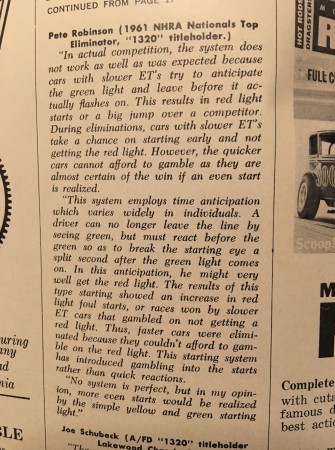 CONTINUED FROM PAGE
Pete Robinson (1961 NHRA Nationals Top
Eliminator, "1320" titleholder.)
"In actual competition, the system does
not work as well as was expected because
cars with slower ET's try to anticipate
the green light and leave before it ac-
tually flashes on. This results in red light
starts or a big jump over a competitor.
During eliminations, cars with slower ET's
take a chance on starting early and not
getting the red light. However, the quicker
cars cannot afford to gamble as they are
almost certain of the win if an even start
is realized.
"This system employs time anticipation
which varies widely in individuals. A
driver can no longer leave the line by
seeing green, but must react before the
green so as to break the starting eye a
split second after the green light comes
on. In this anticipation, he might very
well get the red light. The results of this
type starting showed an increase in red
light foul starts, or races won by slower
ET cars that gambled on not getting a
red light. Thus, faster cars were elimi-
nated because they couldn't afford to gam-
ble on the red light. This starting system
has introduced gambling into the starts
rather than quick reactions.
"No system is perfect, but in my opin-
ion, more even starts would be realized
by the simple yellow and green starting
light."
Joe Schubeck (A/FD "1320" titleholder
Lakewood
uring
any
d
nia
BLE
HOT RODS
DRAGSTERS
FULL C
Scoop
M
Complete
with cuta
famous d
best actio